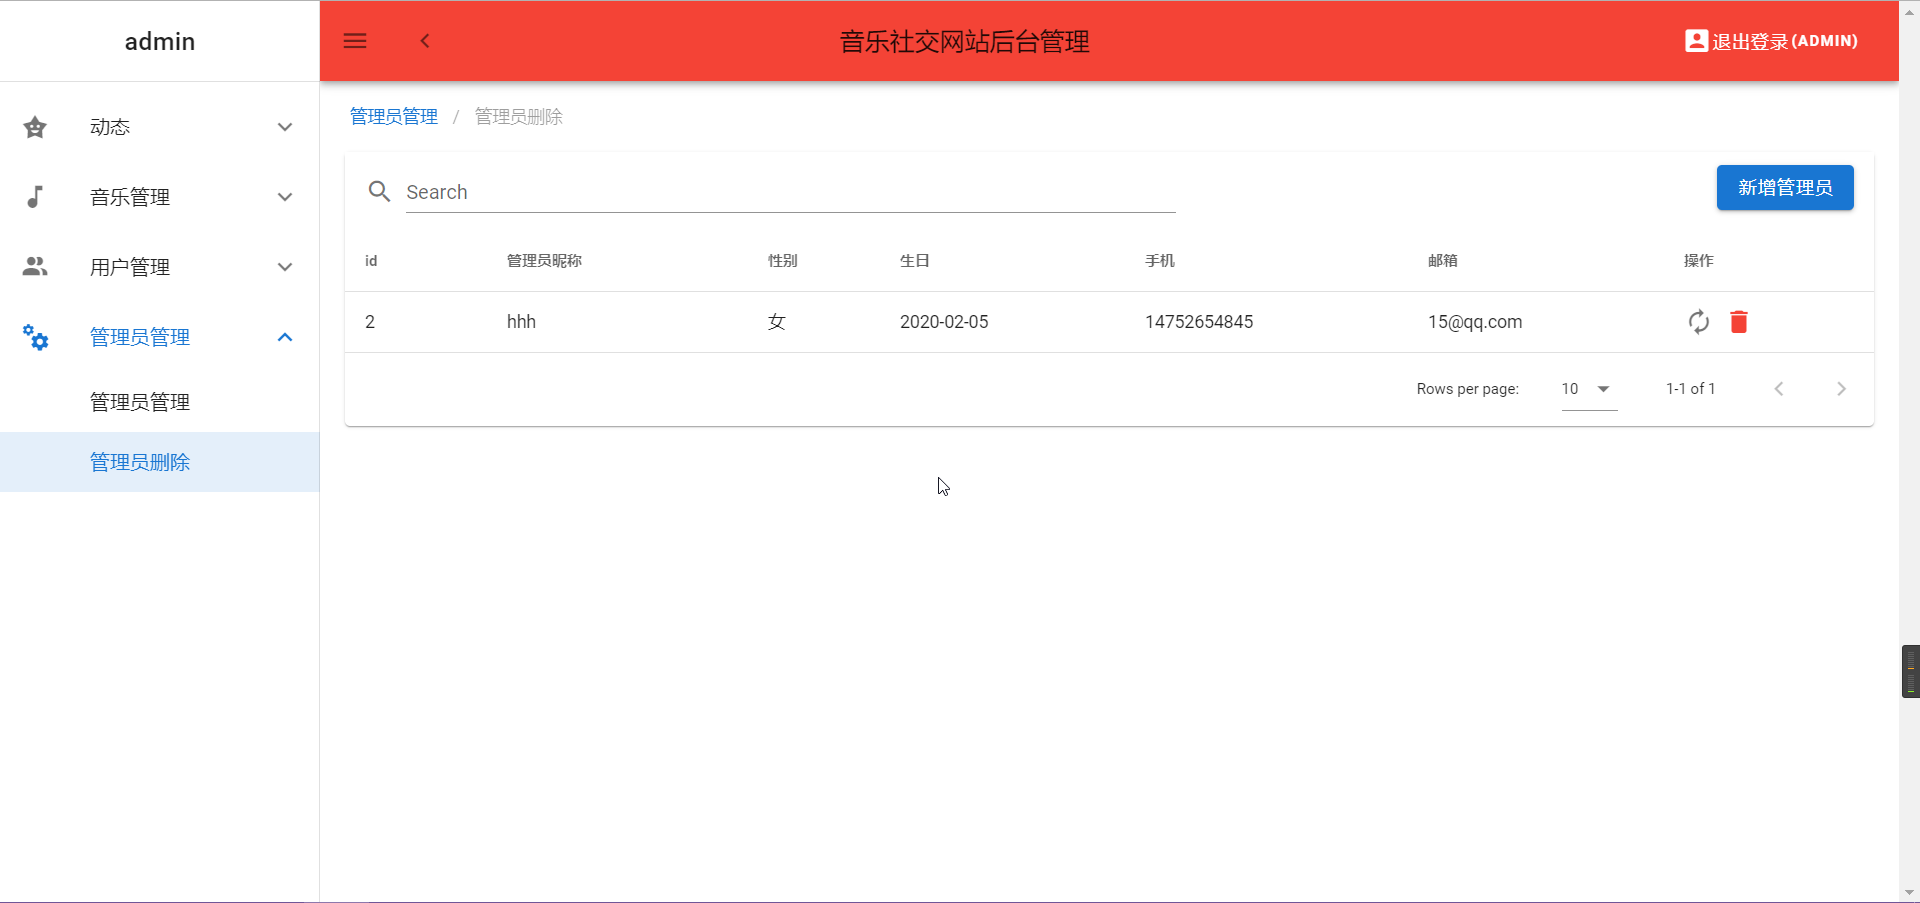 admin
音乐社交网站后台管理
退出登录(ADMIN)
动态
音乐管理
用户管理
管理员管理
管理员管理
管理员删除
管理员管理 / 管理员删除
Search
新增管理员
id 管理员昵称 性别 生日 手机 邮箱 操作
2 hhh 女 2020-02-05 14752654845 15@qq.com
Rows per page: 10 1-1 of 1